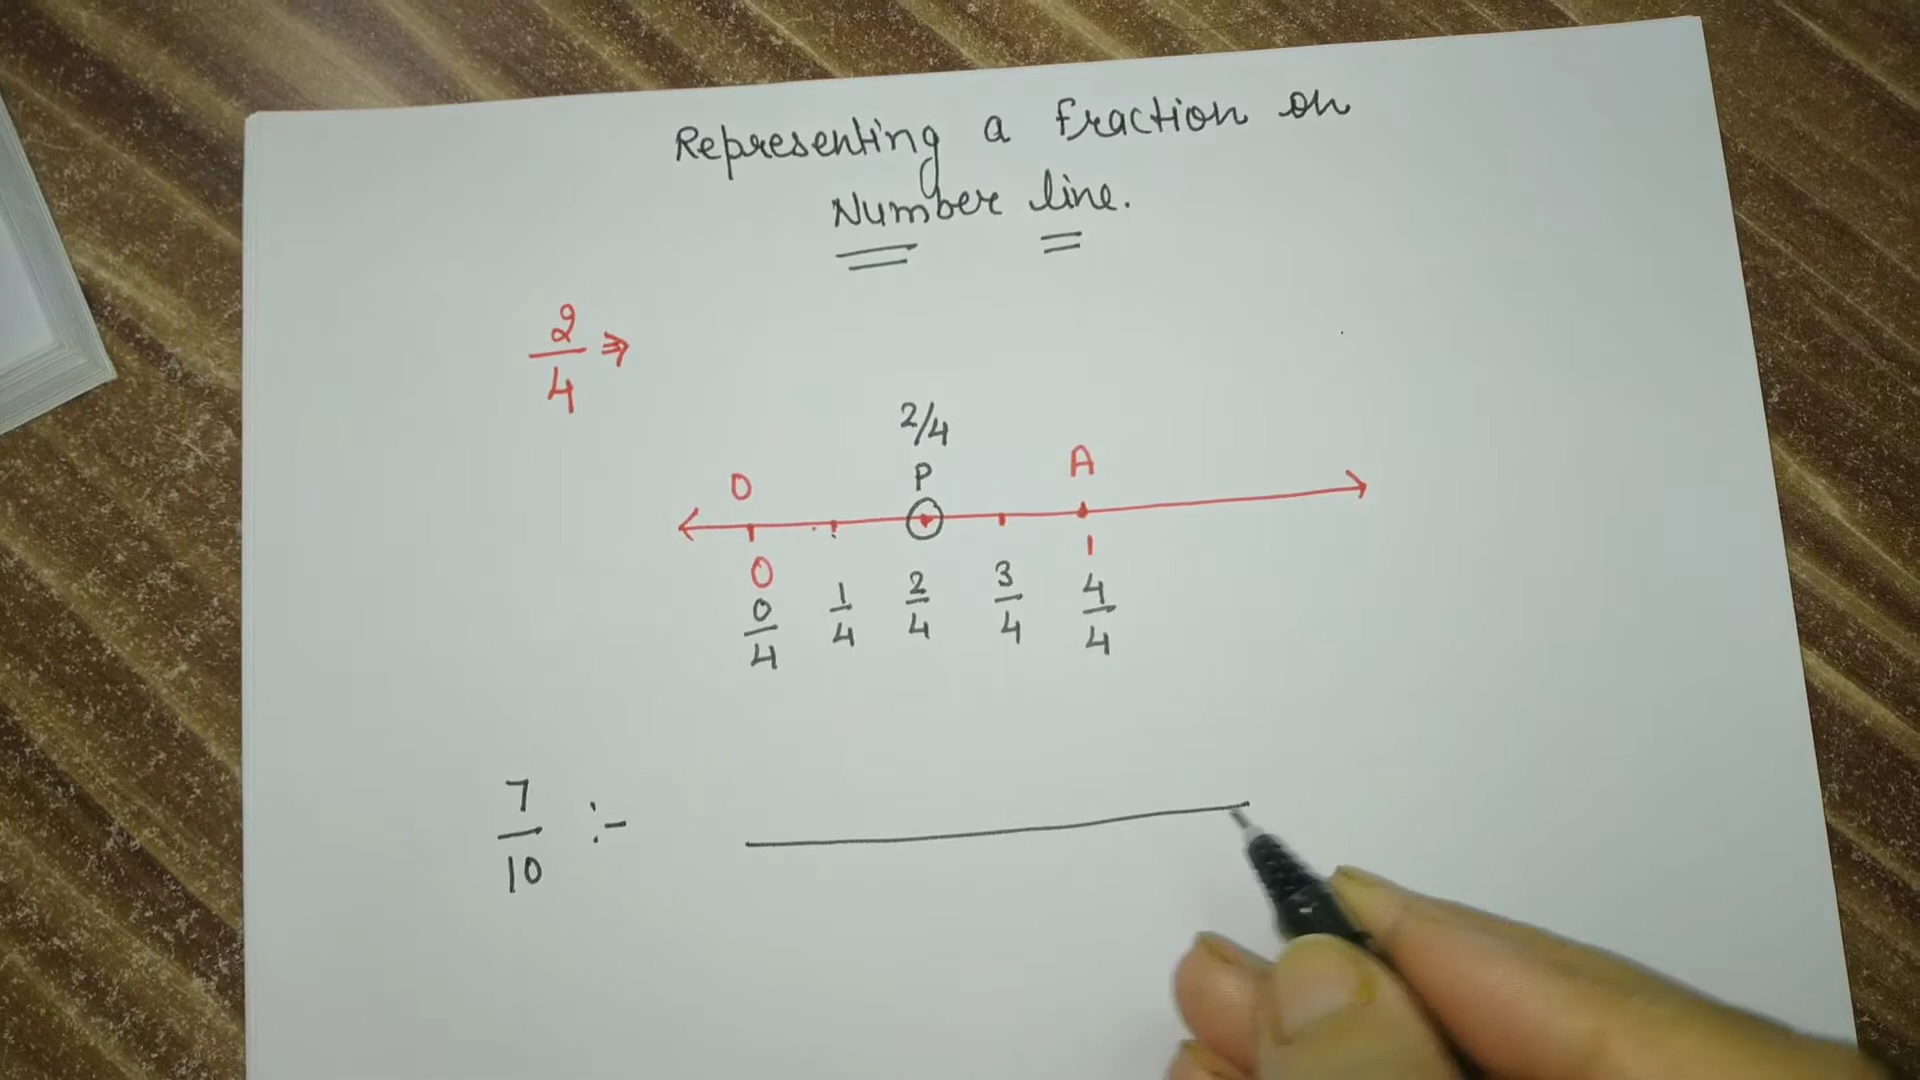 Representing a fraction on
Number line.
2/4 ⇒
2/4
O P A
0 1
0/4 1/4 2/4 3/4 4/4
7/10 :-